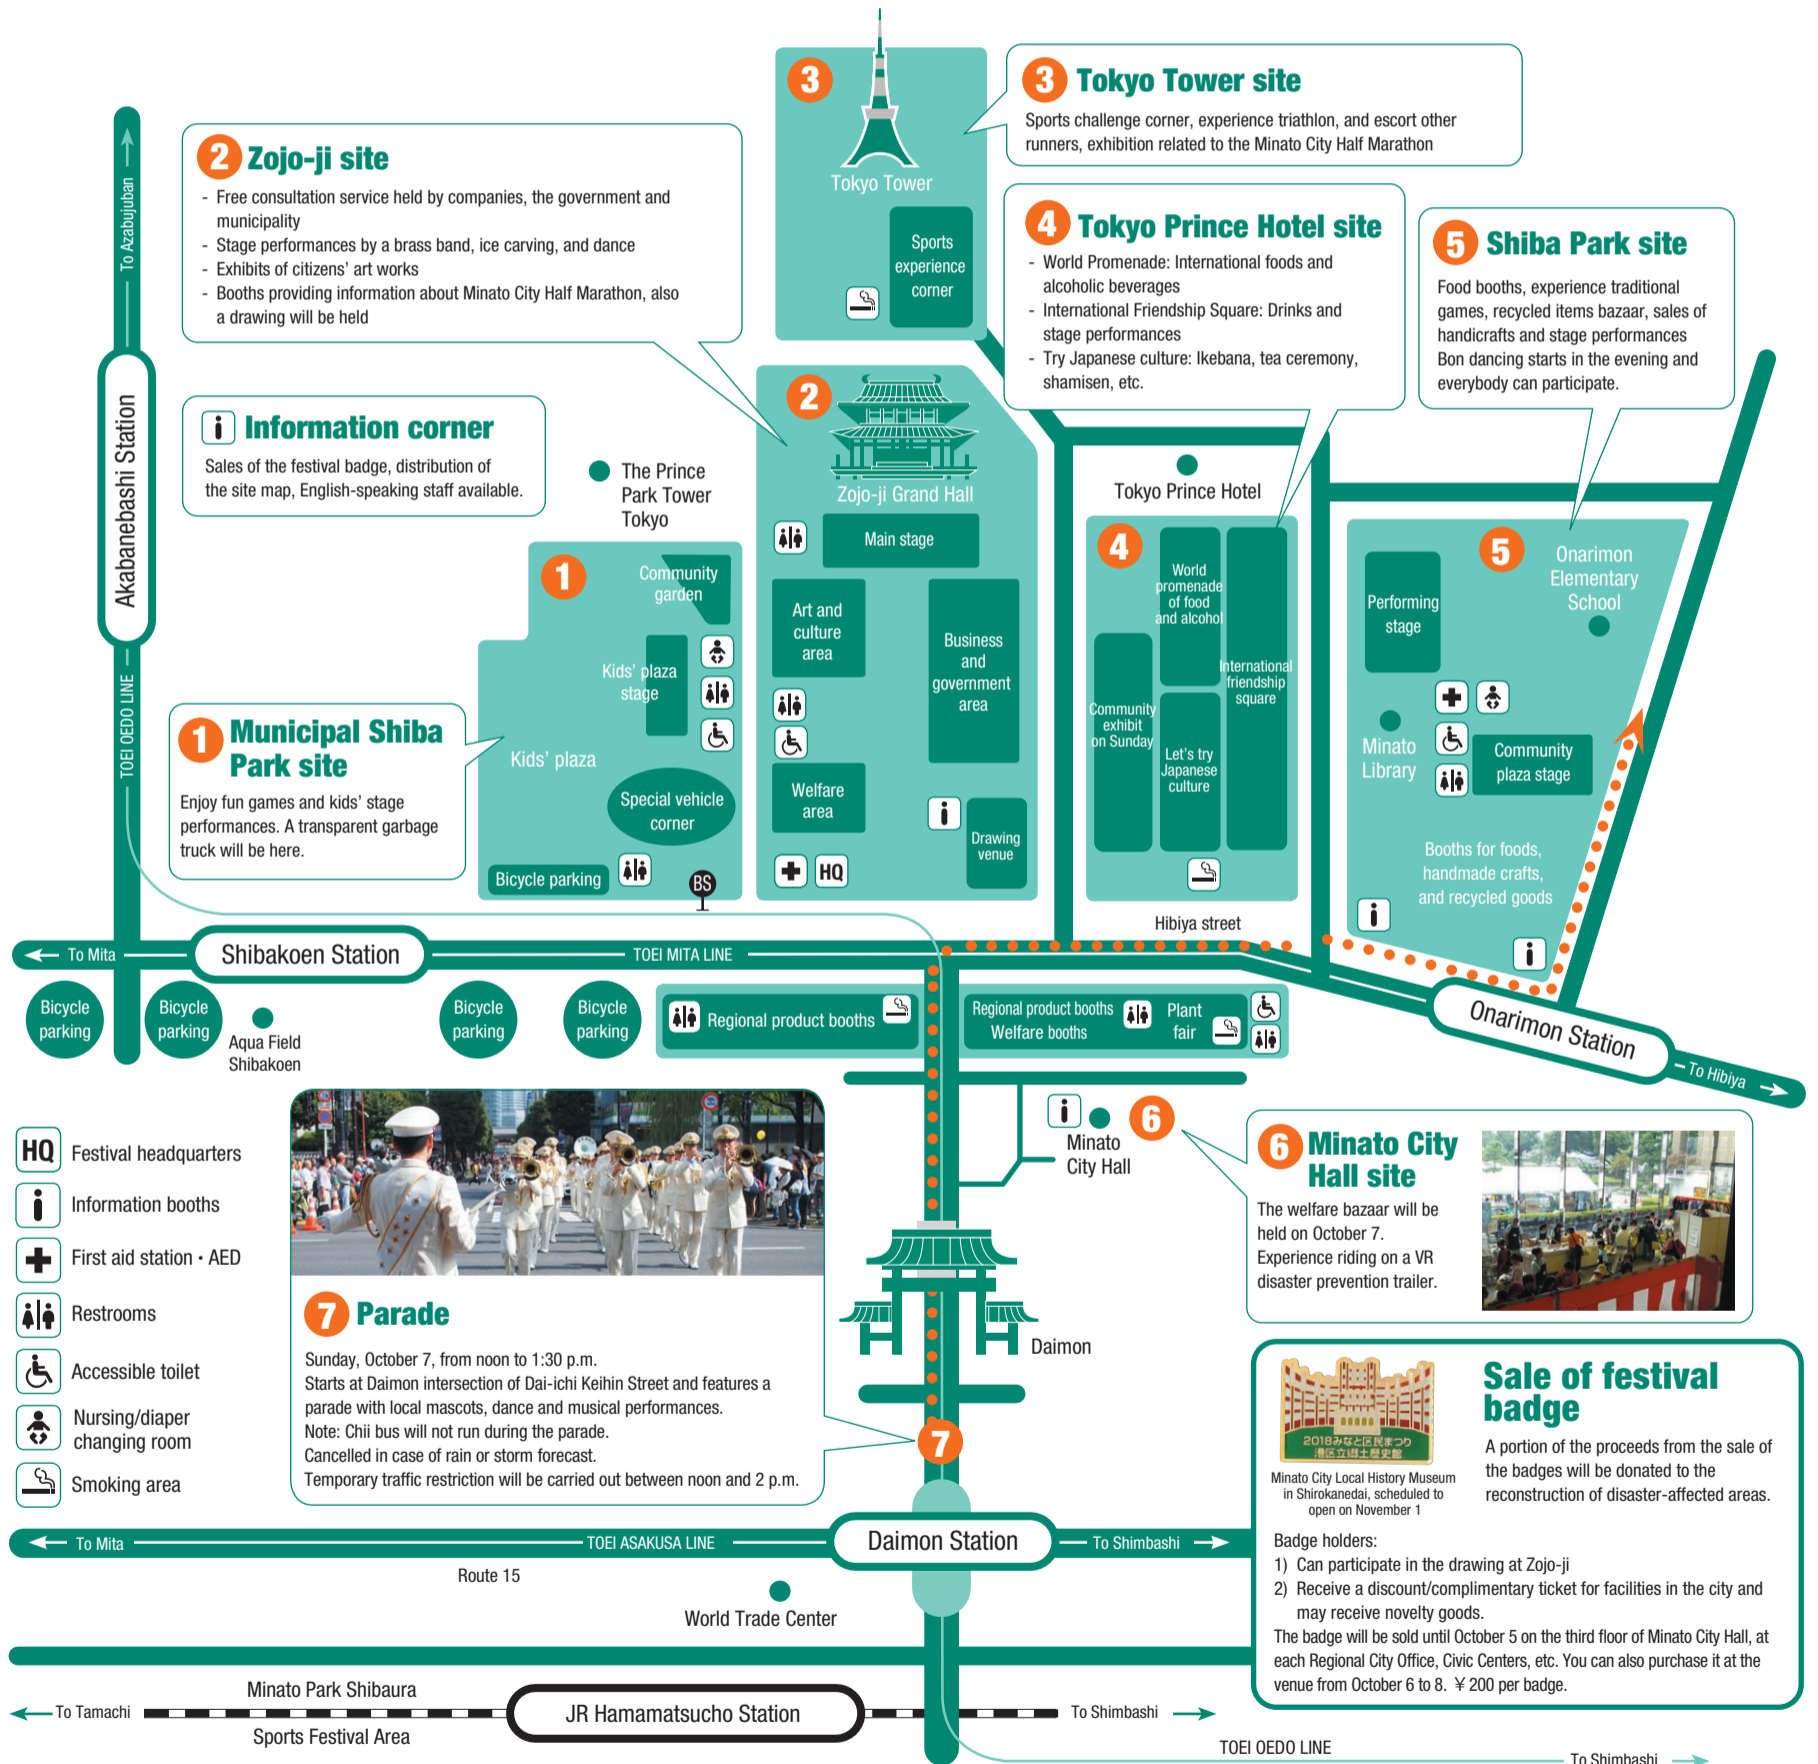 3
3 Tokyo Tower site
Sports challenge corner, experience triathlon, and escort other
runners, exhibition related to the Minato City Half Marathon
Tokyo Tower
Sports
experience
corner
2 Zojo-ji site
- Free consultation service held by companies, the government and
municipality
- Stage performances by a brass band, ice carving, and dance
- Exhibits of citizens' art works
- Booths providing information about Minato City Half Marathon, also
a drawing will be held
4 Tokyo Prince Hotel site
- World Promenade: International foods and
alcoholic beverages
- International Friendship Square: Drinks and
stage performances
- Try Japanese culture: Ikebana, tea ceremony,
shamisen, etc.
5 Shiba Park site
Food booths, experience traditional
games, recycled items bazaar, sales of
handicrafts and stage performances
Bon dancing starts in the evening and
everybody can participate.
To Azabujuban
Akabanebashi Station
TOEI OEDO LINE
i Information corner
Sales of the festival badge, distribution of
the site map, English-speaking staff available.
The Prince
Park Tower
Tokyo
2
Zojo-ji Grand Hall
Main stage
Art and
culture
area
Business
and
government
area
Welfare
area
HQ
i
Drawing
venue
1
Community
garden
Kids' plaza
stage
Kids' plaza
Special vehicle
corner
Bicycle parking
BS
1 Municipal Shiba
Park site
Enjoy fun games and kids' stage
performances. A transparent garbage
truck will be here.
Tokyo Prince Hotel
4
World
promenade
of food
and alcohol
International
friendship
square
Community
exhibit
on Sunday
Let's try
Japanese
culture
Hibiya street
5
Onarimon
Elementary
School
Performing
stage
Minato
Library
Community
plaza stage
Booths for foods,
handmade crafts,
and recycled goods
i
i
To Mita
Shibakoen Station
TOEI MITA LINE
Onarimon Station
To Hibiya
Bicycle
parking
Bicycle
parking
Aqua Field
Shibakoen
Bicycle
parking
Bicycle
parking
Regional product booths
Regional product booths
Welfare booths
Plant
fair
i
6
Minato
City Hall
6 Minato City
Hall site
The welfare bazaar will be
held on October 7.
Experience riding on a VR
disaster prevention trailer.
HQ Festival headquarters
i Information booths
First aid station・AED
Restrooms
Accessible toilet
Nursing/diaper
changing room
Smoking area
7 Parade
Sunday, October 7, from noon to 1:30 p.m.
Starts at Daimon intersection of Dai-ichi Keihin Street and features a
parade with local mascots, dance and musical performances.
Note: Chii bus will not run during the parade.
Cancelled in case of rain or storm forecast.
Temporary traffic restriction will be carried out between noon and 2 p.m.
Daimon
7
2018みなと区民まつり
港区立郷土歴史館
Minato City Local History Museum
in Shirokanedai, scheduled to
open on November 1
Sale of festival
badge
A portion of the proceeds from the sale of
the badges will be donated to the
reconstruction of disaster-affected areas.
Badge holders:
1) Can participate in the drawing at Zojo-ji
2) Receive a discount/complimentary ticket for facilities in the city and
may receive novelty goods.
The badge will be sold until October 5 on the third floor of Minato City Hall, at
each Regional City Office, Civic Centers, etc. You can also purchase it at the
venue from October 6 to 8. ¥200 per badge.
To Mita
TOEI ASAKUSA LINE
Daimon Station
To Shimbashi
Route 15
World Trade Center
Minato Park Shibaura
To Tamachi
JR Hamamatsucho Station
To Shimbashi
Sports Festival Area
TOEI OEDO LINE
To Shimbashi